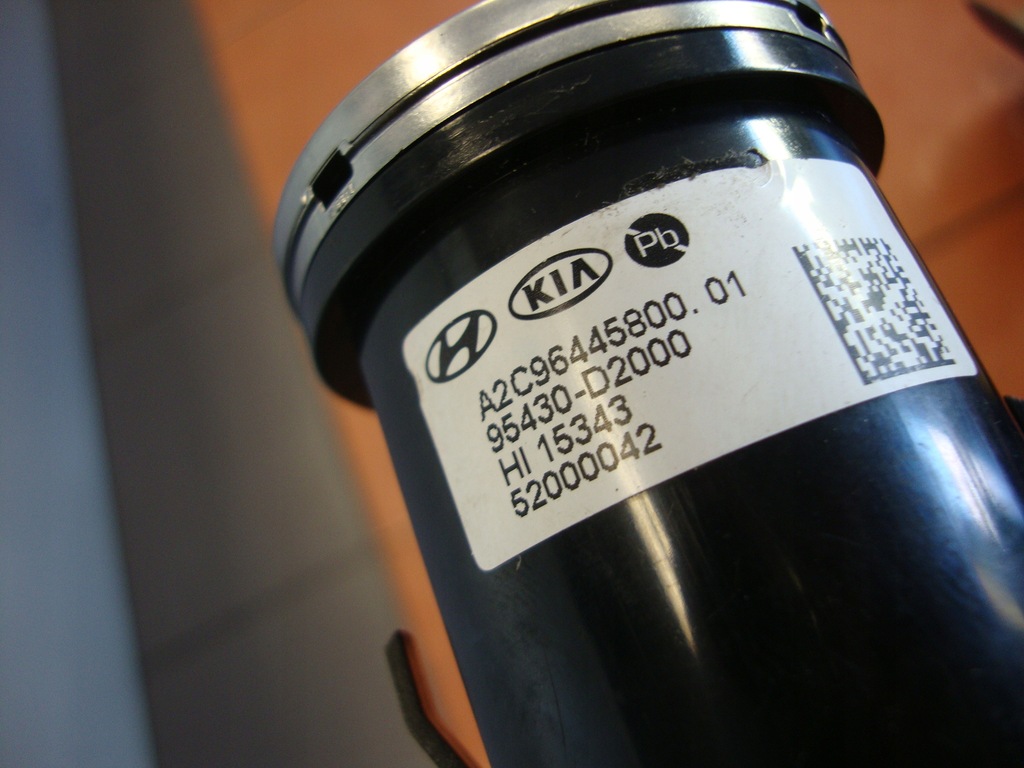 KIA Pb
A2C96445800. 01
95430-D2000
HI 15343
52000042